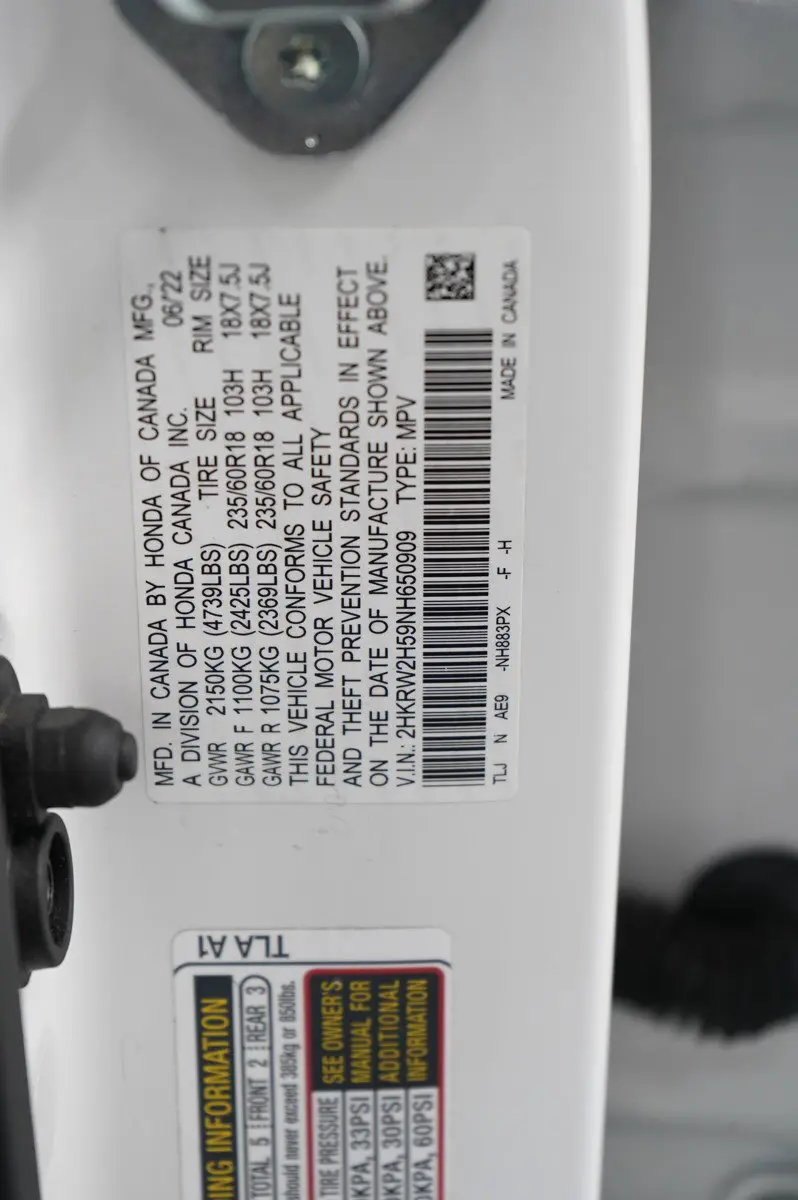 MFD. IN CANADA BY HONDA OF CANADA MFG.,
A DIVISION OF HONDA CANADA INC. 06/'22
GVWR 2150KG (4739LBS) TIRE SIZE RIM SIZE
GAWR F 1100KG (2425LBS) 235/60R18 103H 18X7.5J
GAWR R 1075KG (2369LBS) 235/60R18 103H 18X7.5J
THIS VEHICLE CONFORMS TO ALL APPLICABLE
FEDERAL MOTOR VEHICLE SAFETY
AND THEFT PREVENTION STANDARDS IN EFFECT
ON THE DATE OF MANUFACTURE SHOWN ABOVE.
V.I.N.: 2HKRW2H59NH650909 TYPE: MPV
TLJ N AE9 -NH883PX -F -H MADE IN CANADA
TLA A1
INFORMATION
TOTAL 5 FRONT 2 REAR 3
should never exceed 385kg or 850lbs.
TIRE PRESSURE
KPA, 33PSI
KPA, 30PSI
KPA, 60PSI
SEE OWNER'S
MANUAL FOR
ADDITIONAL
INFORMATION